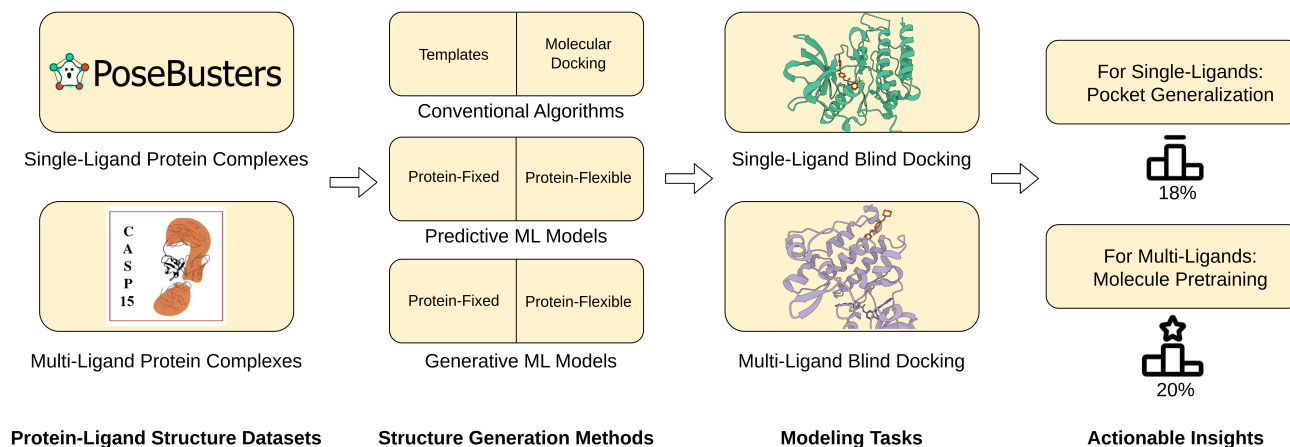 PoseBusters
Single-Ligand Protein Complexes
C
A
S
P
15
Multi-Ligand Protein Complexes
Protein-Ligand Structure Datasets
Templates
Molecular
Docking
Conventional Algorithms
Protein-Fixed
Protein-Flexible
Predictive ML Models
Protein-Fixed
Protein-Flexible
Generative ML Models
Structure Generation Methods
Single-Ligand Blind Docking
Multi-Ligand Blind Docking
Modeling Tasks
For Single-Ligands:
Pocket Generalization
18%
For Multi-Ligands:
Molecule Pretraining
20%
Actionable Insights